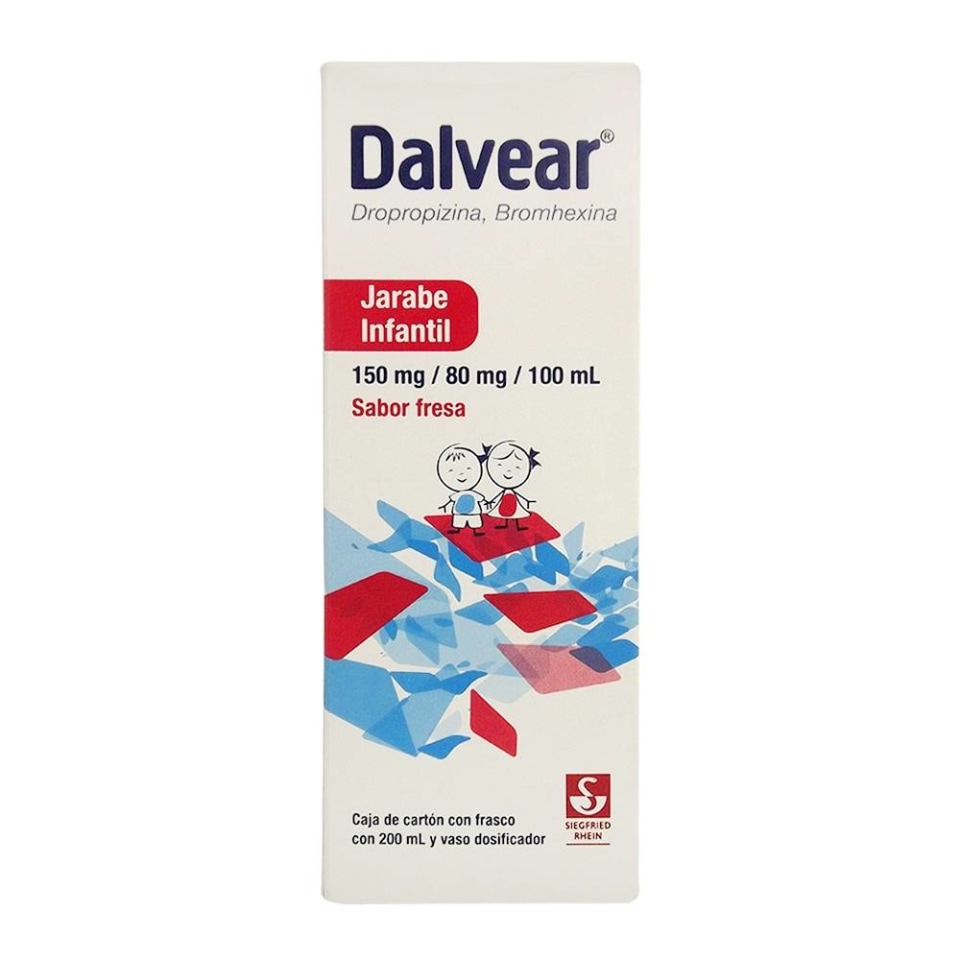 Dalvear®
Dropropizina, Bromhexina
Jarabe
Infantil
150 mg / 80 mg / 100 mL
Sabor fresa
Caja de cartón con frasco
con 200 mL y vaso dosificador
SIEGFRIED
RHEIN